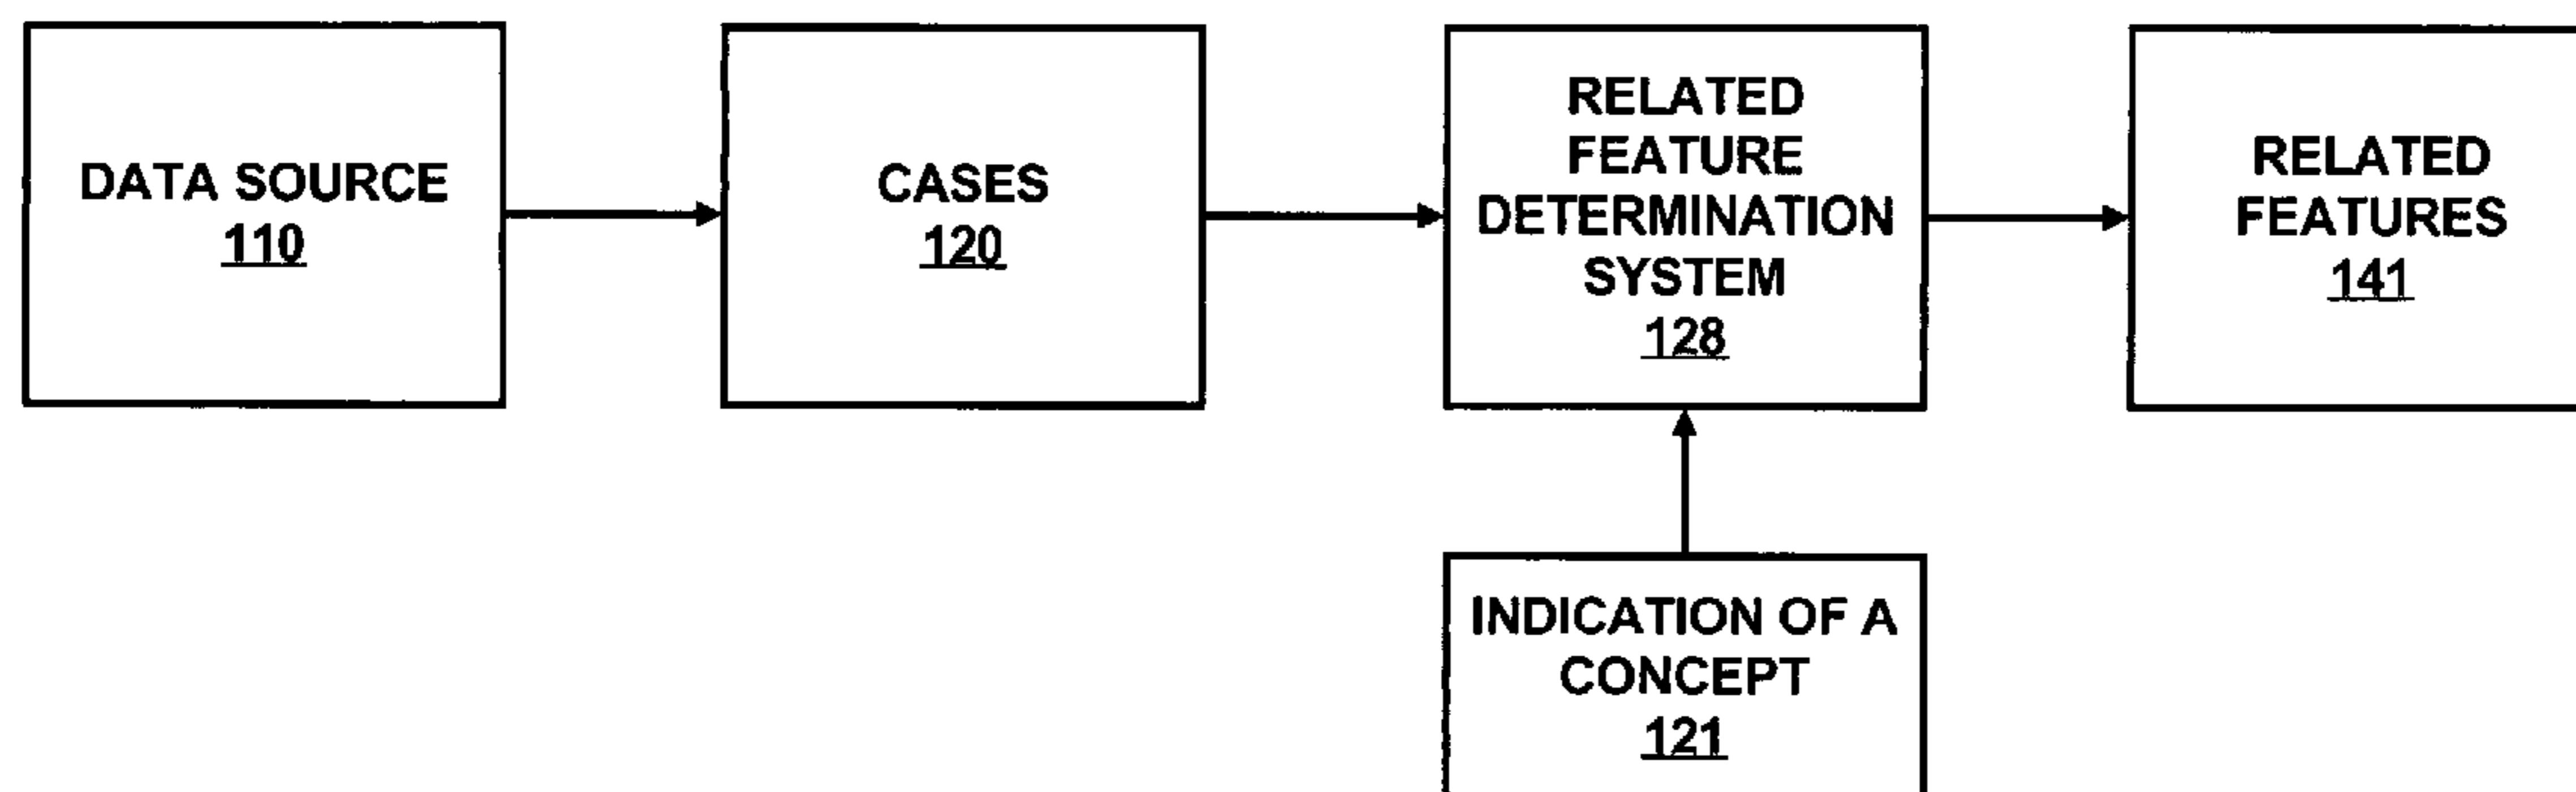 DATA SOURCE
110
CASES
120
RELATED
FEATURE
DETERMINATION
SYSTEM
128
RELATED
FEATURES
141
INDICATION OF A
CONCEPT
121